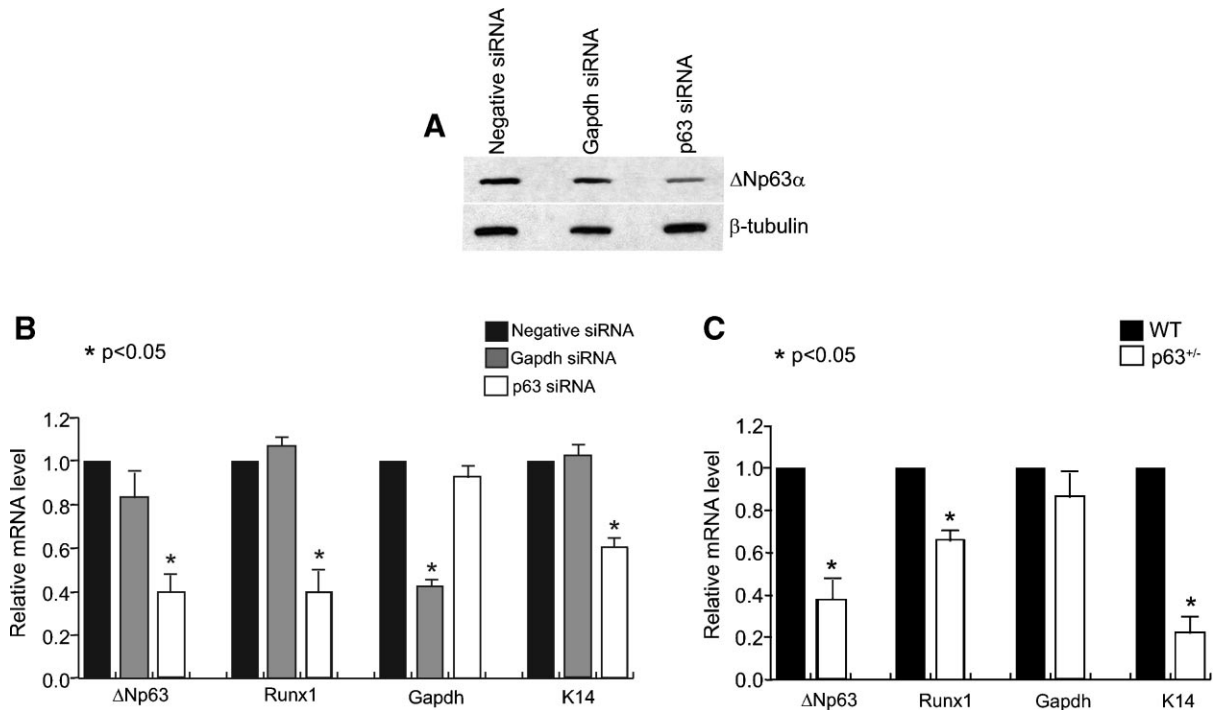 A
Negative siRNA
Gapdh siRNA
p63 siRNA
ΔNp63α
β-tubulin
B
* p<0.05
Negative siRNA
Gapdh siRNA
p63 siRNA
Relative mRNA level
1.2
1.0
0.8
0.6
0.4
0.2
0.0
*
*
*
*
ΔNp63 Runx1 Gapdh K14
C
* p<0.05
WT
p63+/-
Relative mRNA level
1.2
1.0
0.8
0.6
0.4
0.2
0.0
*
*
*
ΔNp63 Runx1 Gapdh K14